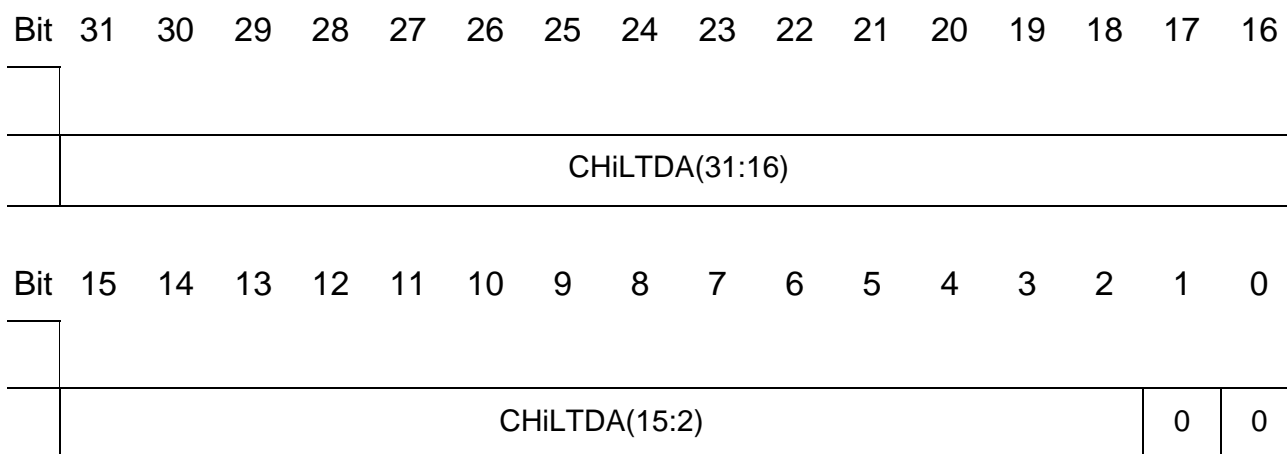 Bit 31 30 29 28 27 26 25 24 23 22 21 20 19 18 17 16
CHiLTDA(31:16)
Bit 15 14 13 12 11 10 9 8 7 6 5 4 3 2 1 0
CHiLTDA(15:2) 0 0